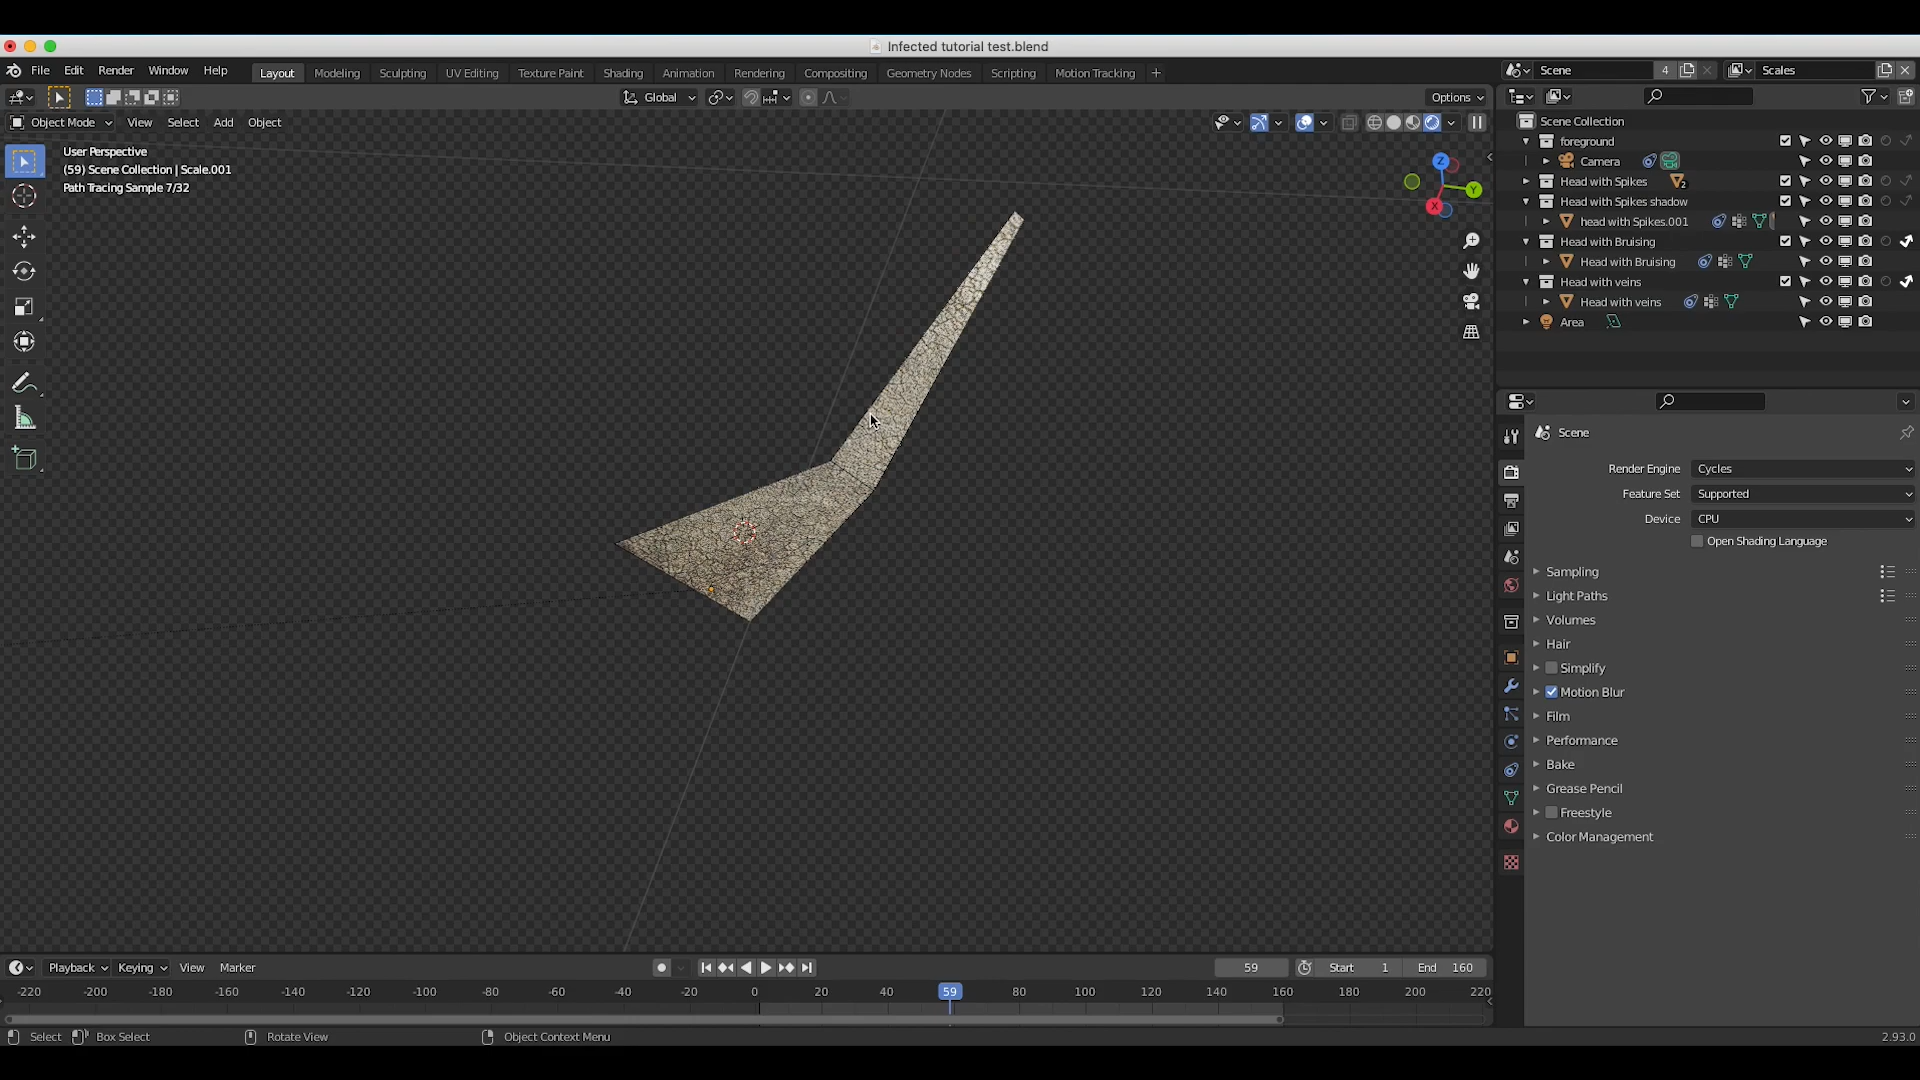 Infected tutorial test.blend
File Edit Render Window Help Layout Modeling Sculpting UV Editing Texture Paint Shading Animation Rendering Compositing Geometry Nodes Scripting Motion Tracking + Scene 4 Scales
Global Options
Object Mode View Select Add Object
Scene Collection
foreground
Camera
Head with Spikes 2
Head with Spikes shadow
head with Spikes.001
Head with Bruising
Head with Bruising
Head with veins
Head with veins
Area
User Perspective
(59) Scene Collection | Scale.001
Path Tracing Sample 7/32
Z
Y
X
Scene
Render Engine Cycles
Feature Set Supported
Device CPU
Open Shading Language
Sampling
Light Paths
Volumes
Hair
Simplify
Motion Blur
Film
Performance
Bake
Grease Pencil
Freestyle
Color Management
Playback Keying View Marker 59 Start 1 End 160
-220 -200 -180 -160 -140 -120 -100 -80 -60 -40 -20 0 20 40 59 80 100 120 140 160 180 200 220
Select Box Select Rotate View Object Context Menu 2.93.0